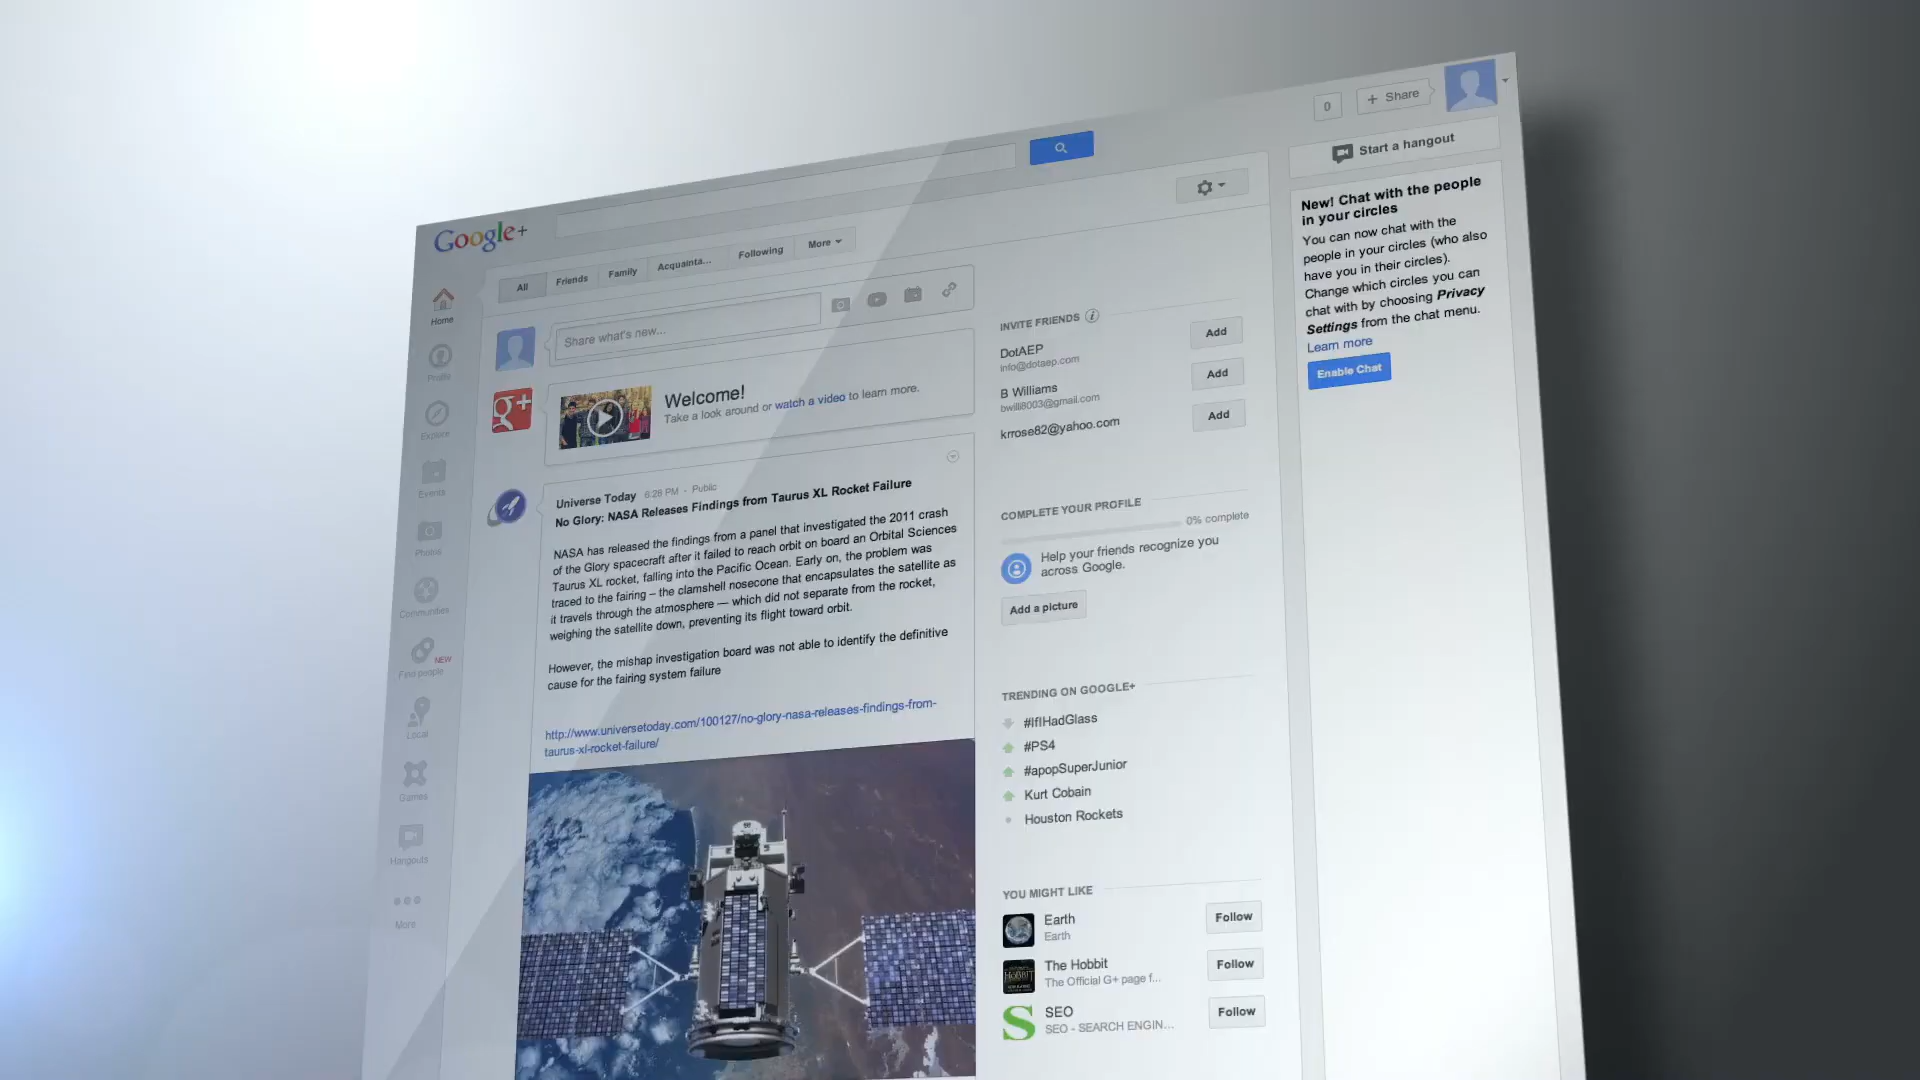 0
+ Share
Start a hangout
Google+
All
Friends
Family
Acquainta...
Following
More
Home
Profile
Explore
Events
Photos
Communities
Find people
NEW
Local
Games
Hangouts
More
Share what's new...
g+
Welcome!
Take a look around or watch a video to learn more.
Universe Today 6:28 PM - Public
No Glory: NASA Releases Findings from Taurus XL Rocket Failure
NASA has released the findings from a panel that investigated the 2011 crash
of the Glory spacecraft after it failed to reach orbit on board an Orbital Sciences
Taurus XL rocket, falling into the Pacific Ocean. Early on, the problem was
traced to the fairing – the clamshell nosecone that encapsulates the satellite as
it travels through the atmosphere — which did not separate from the rocket,
weighing the satellite down, preventing its flight toward orbit.
However, the mishap investigation board was not able to identify the definitive
cause for the fairing system failure
http://www.universetoday.com/100127/no-glory-nasa-releases-findings-from-
taurus-xl-rocket-failure/
INVITE FRIENDS i
DotAEP
info@dotaep.com
Add
B Williams
bwilli8003@gmail.com
Add
krrose82@yahoo.com
Add
COMPLETE YOUR PROFILE
0% complete
Help your friends recognize you
across Google.
Add a picture
TRENDING ON GOOGLE+
#IfIHadGlass
#PS4
#apopSuperJunior
Kurt Cobain
Houston Rockets
YOU MIGHT LIKE
Earth
Earth
Follow
HOBBIT
The Hobbit
The Official G+ page f...
Follow
S
SEO
SEO - SEARCH ENGIN...
Follow
New! Chat with the people
in your circles
You can now chat with the
people in your circles (who also
have you in their circles).
Change which circles you can
chat with by choosing Privacy
Settings from the chat menu.
Learn more
Enable Chat